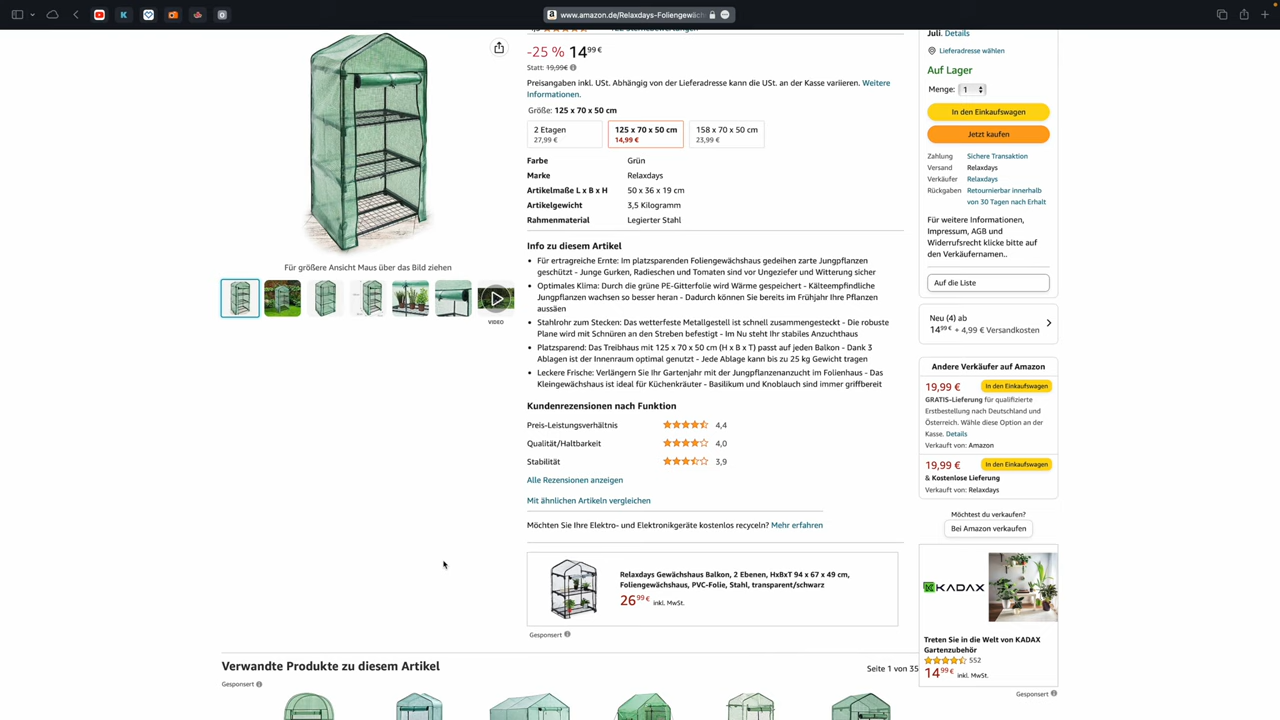 www.amazon.de/Relaxdays-Foliengewäch
-25 % 14 99 €
Statt: 19,99€
Preisangaben inkl. USt. Abhängig von der Lieferadresse kann die USt. an der Kasse variieren. Weitere
Informationen.
Größe: 125 x 70 x 50 cm
2 Etagen
27,99 €
125 x 70 x 50 cm
14,99 €
158 x 70 x 50 cm
23,99 €
Farbe Grün
Marke Relaxdays
Artikelmaße L x B x H 50 x 36 x 19 cm
Artikelgewicht 3,5 Kilogramm
Rahmenmaterial Legierter Stahl
Für größere Ansicht Maus über das Bild ziehen
VIDEO
Info zu diesem Artikel
• Für ertragreiche Ernte: Im platzsparenden Foliengewächshaus gedeihen zarte Jungpflanzen
geschützt - Junge Gurken, Radieschen und Tomaten sind vor Ungeziefer und Witterung sicher
• Optimales Klima: Durch die grüne PE-Gitterfolie wird Wärme gespeichert - Kälteempfindliche
Jungpflanzen wachsen so besser heran - Dadurch können Sie bereits im Frühjahr Ihre Pflanzen
aussäen
• Stahlrohr zum Stecken: Das wetterfeste Metallgestell ist schnell zusammengesteckt - Die robuste
Plane wird mit Schnüren an den Streben befestigt - Im Nu steht Ihr stabiles Anzuchthaus
• Platzsparend: Das Treibhaus mit 125 x 70 x 50 cm (H x B x T) passt auf jeden Balkon - Dank 3
Ablagen ist der Innenraum optimal genutzt - Jede Ablage kann bis zu 25 kg Gewicht tragen
• Leckere Frische: Verlängern Sie Ihr Gartenjahr mit der Jungpflanzenanzucht im Folienhaus - Das
Kleingewächshaus ist ideal für Küchenkräuter - Basilikum und Knoblauch sind immer griffbereit
Kundenrezensionen nach Funktion
Preis-Leistungsverhältnis 4,4
Qualität/Haltbarkeit 4,0
Stabilität 3,9
Alle Rezensionen anzeigen
Mit ähnlichen Artikeln vergleichen
Möchten Sie Ihre Elektro- und Elektronikgeräte kostenlos recyceln? Mehr erfahren
Relaxdays Gewächshaus Balkon, 2 Ebenen, HxBxT 94 x 67 x 49 cm,
Foliengewächshaus, PVC-Folie, Stahl, transparent/schwarz
26 99 € inkl. MwSt.
Gesponsert
Verwandte Produkte zu diesem Artikel
Seite 1 von 35
Gesponsert
Juli. Details
Lieferadresse wählen
Auf Lager
Menge: 1
In den Einkaufswagen
Jetzt kaufen
Zahlung Sichere Transaktion
Versand Relaxdays
Verkäufer Relaxdays
Rückgaben Retournierbar innerhalb
von 30 Tagen nach Erhalt
Für weitere Informationen,
Impressum, AGB und
Widerrufsrecht klicke bitte auf
den Verkäufernamen..
Auf die Liste
Neu (4) ab
14 99 € + 4,99 € Versandkosten
Andere Verkäufer auf Amazon
19,99 € In den Einkaufswagen
GRATIS-Lieferung für qualifizierte
Erstbestellung nach Deutschland und
Österreich. Wähle diese Option an der
Kasse. Details
Verkauft von: Amazon
19,99 € In den Einkaufswagen
& Kostenlose Lieferung
Verkauft von: Relaxdays
Möchtest du verkaufen?
Bei Amazon verkaufen
KADAX
Treten Sie in die Welt von KADAX
Gartenzubehör
552
14 99 € inkl. MwSt.
Gesponsert